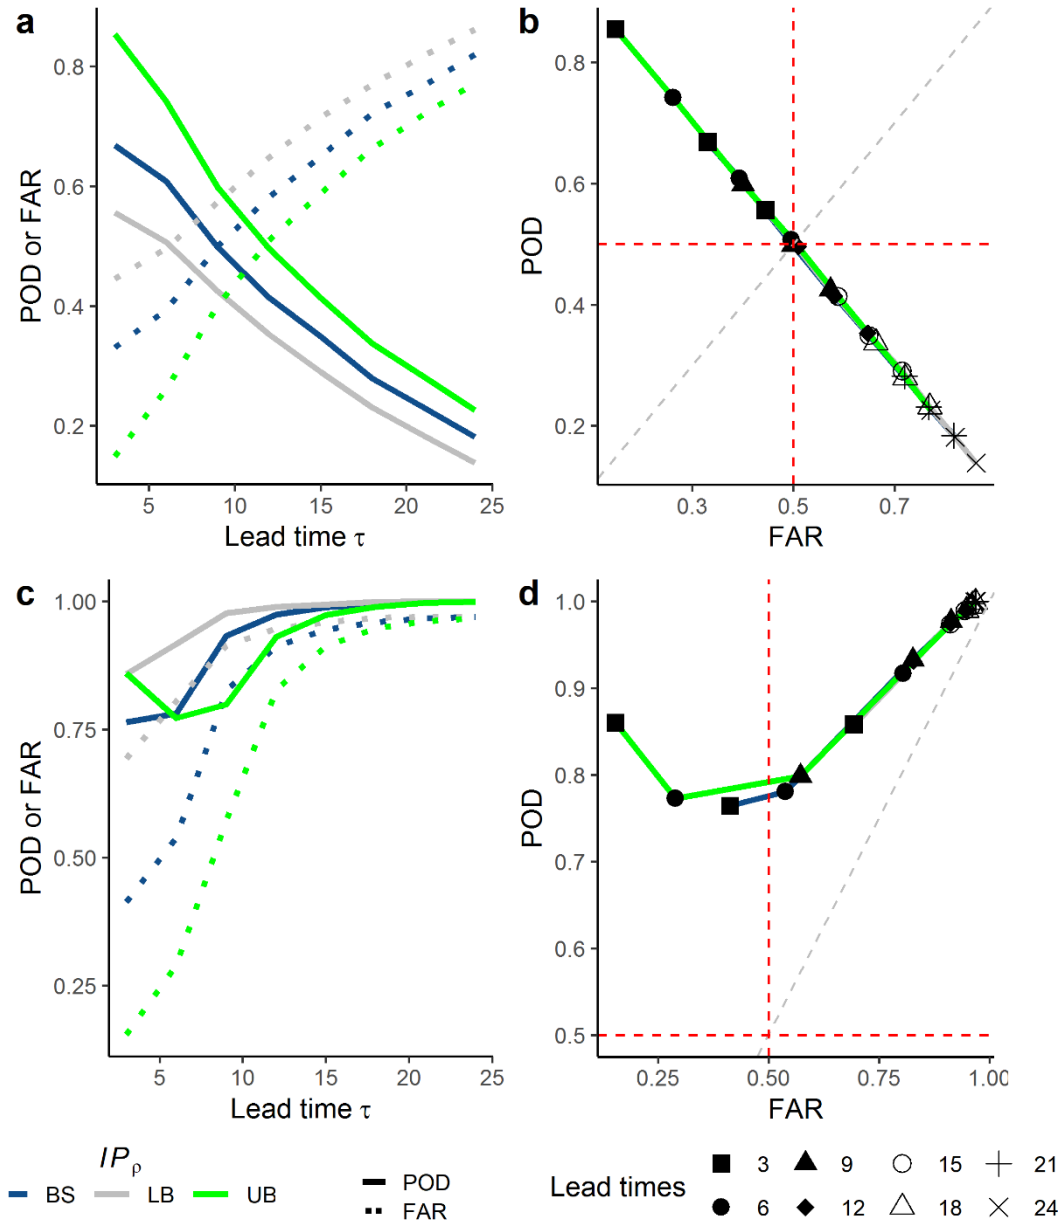 a
POD or FAR
0.8
0.6
0.4
0.2
5
10
15
20
25
Lead time τ
b
POD
0.8
0.6
0.4
0.2
0.3
0.5
0.7
FAR
c
POD or FAR
1.00
0.75
0.50
0.25
5
10
15
20
25
Lead time τ
d
POD
1.0
0.9
0.8
0.7
0.6
0.5
0.25
0.50
0.75
1.00
FAR
IPρ
BS LB UB
POD
FAR
Lead times
3 9 15 21
6 12 18 24